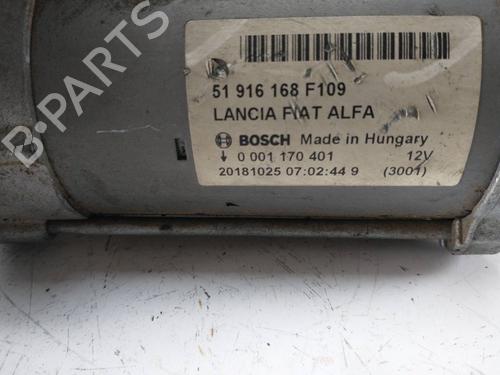 B-PARTS
51 916 168 F109
LANCIA FIAT ALFA
BOSCH Made in Hungary
↓ 0 001 170 401 12V
20181025 07:02:44 9 (3001)